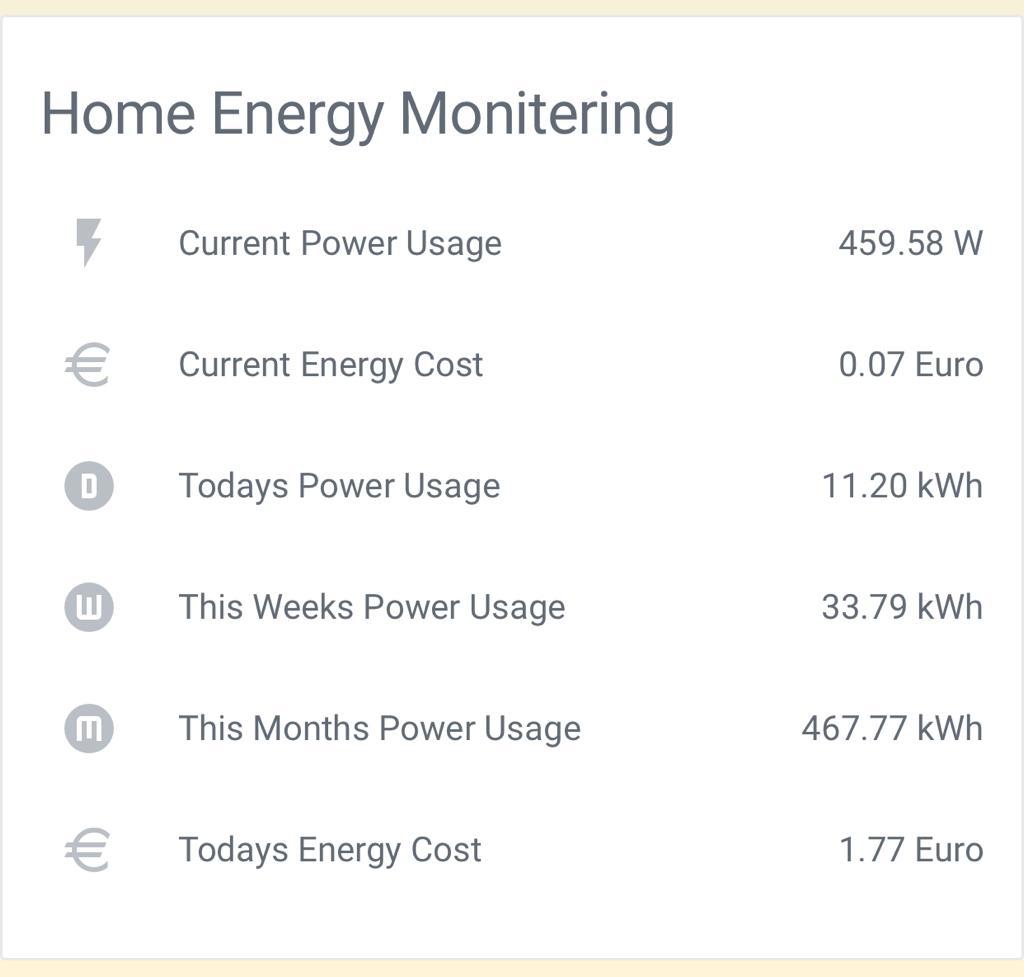 Home Energy Monitering
Current Power Usage 459.58 W
€ Current Energy Cost 0.07 Euro
D Todays Power Usage 11.20 kWh
W This Weeks Power Usage 33.79 kWh
M This Months Power Usage 467.77 kWh
€ Todays Energy Cost 1.77 Euro